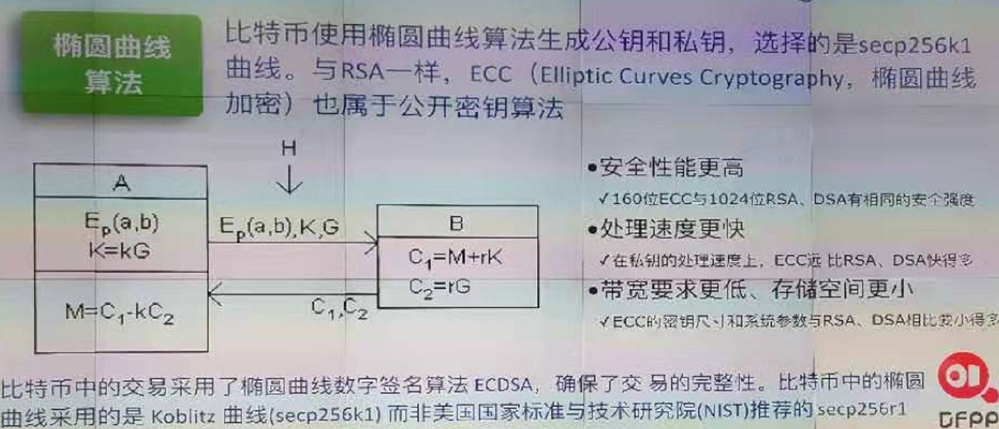 椭圆曲线
算法
比特币使用椭圆曲线算法生成公钥和私钥，选择的是secp256k1
曲线。与RSA一样，ECC（Elliptic Curves Cryptography，椭圆曲线
加密）也属于公开密钥算法
H
A
Ep(a,b)
K=kG
M=C1-kC2
Ep(a,b),K,G
C1,C2
B
C1=M+rK
C2=rG
•安全性能更高
✓160位ECC与1024位RSA、DSA有相同的安全强度
•处理速度更快
✓在私钥的处理速度上，ECC远 比RSA、DSA快得多
•带宽要求更低、存储空间更小
✓ECC的密钥尺寸和系统参数与RSA、DSA相比要小得多
比特币中的交易采用了椭圆曲线数字签名算法 ECDSA，确保了交 易的完整性。比特币中的椭圆
曲线采用的是 Koblitz 曲线(secp256k1) 而非美国国家标准与技术研究院(NIST)推荐的 secp256r1
DFPP